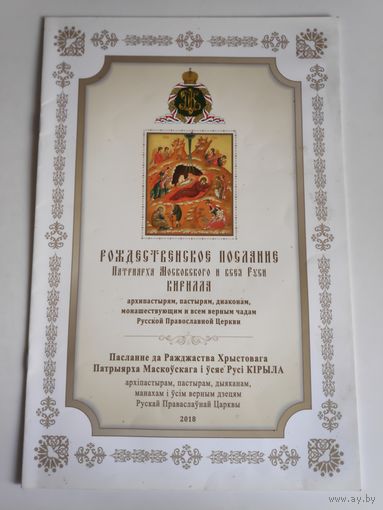 РОЖДЕСТВЕНСКОЕ ПОСЛАНИЕ
Патриарха Московского и всея Руси
КИРИЛЛА
архипастырям, пастырям, диаконам,
монашествующим и всем верным чадам
Русской Православной Церкви
Пасланне да Ражджаства Хрыстовага
Патрыярха Маскоўскага і ўсяе Русі КІРЫЛА
архіпастырам, пастырам, дыяканам,
манахам і ўсім верным дзецям
Рускай Праваслаўнай Царквы
2018
ay.by